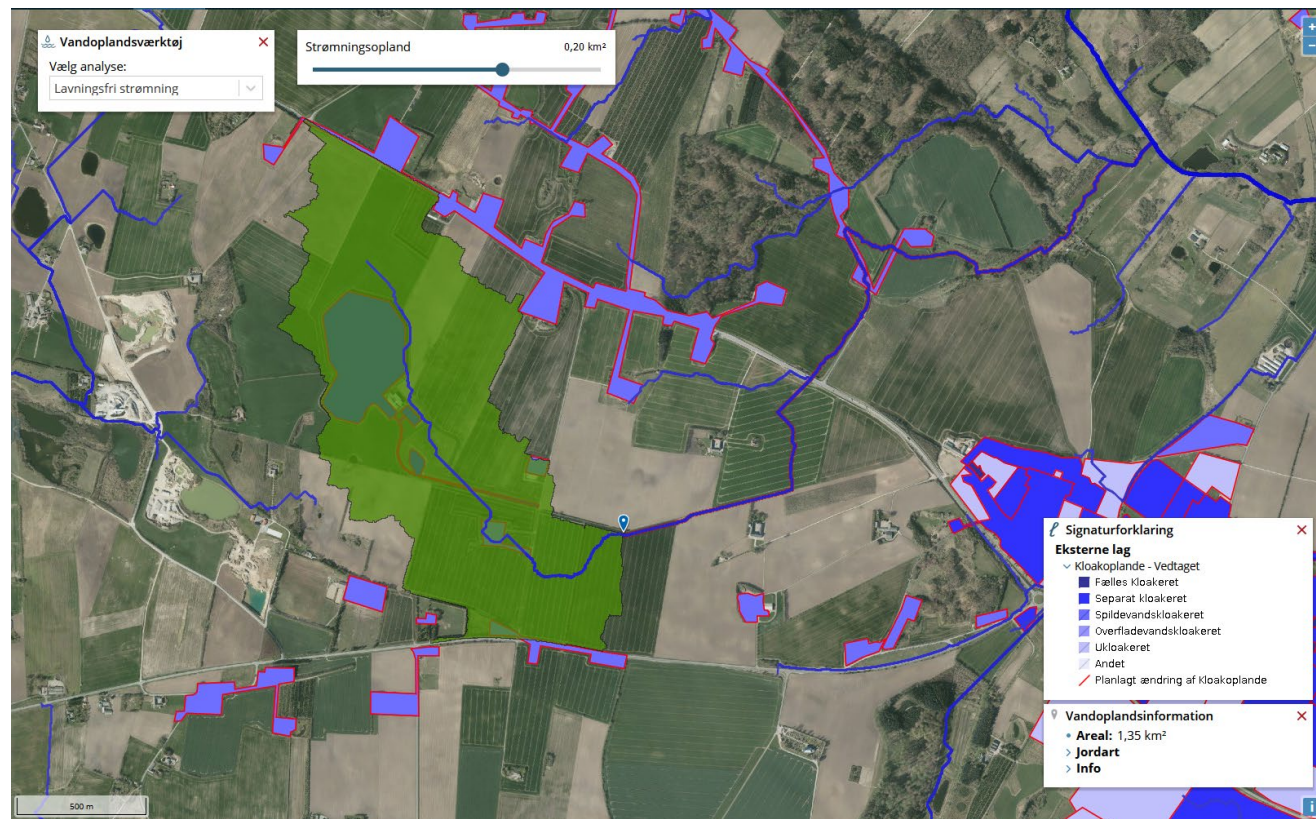 Vandoplandsværktøj
Vælg analyse:
Lavningsfri strømning
Strømningsopland 0,20 km²
+
−
Signaturforklaring
Eksterne lag
Kloakoplande - Vedtaget
Fælles Kloakeret
Separat kloakeret
Spildevandskloakeret
Overfladevandskloakeret
Ukloakeret
Andet
Planlagt ændring af Kloakoplande
Vandoplandsinformation
Areal: 1,35 km²
Jordart
Info
500 m
i